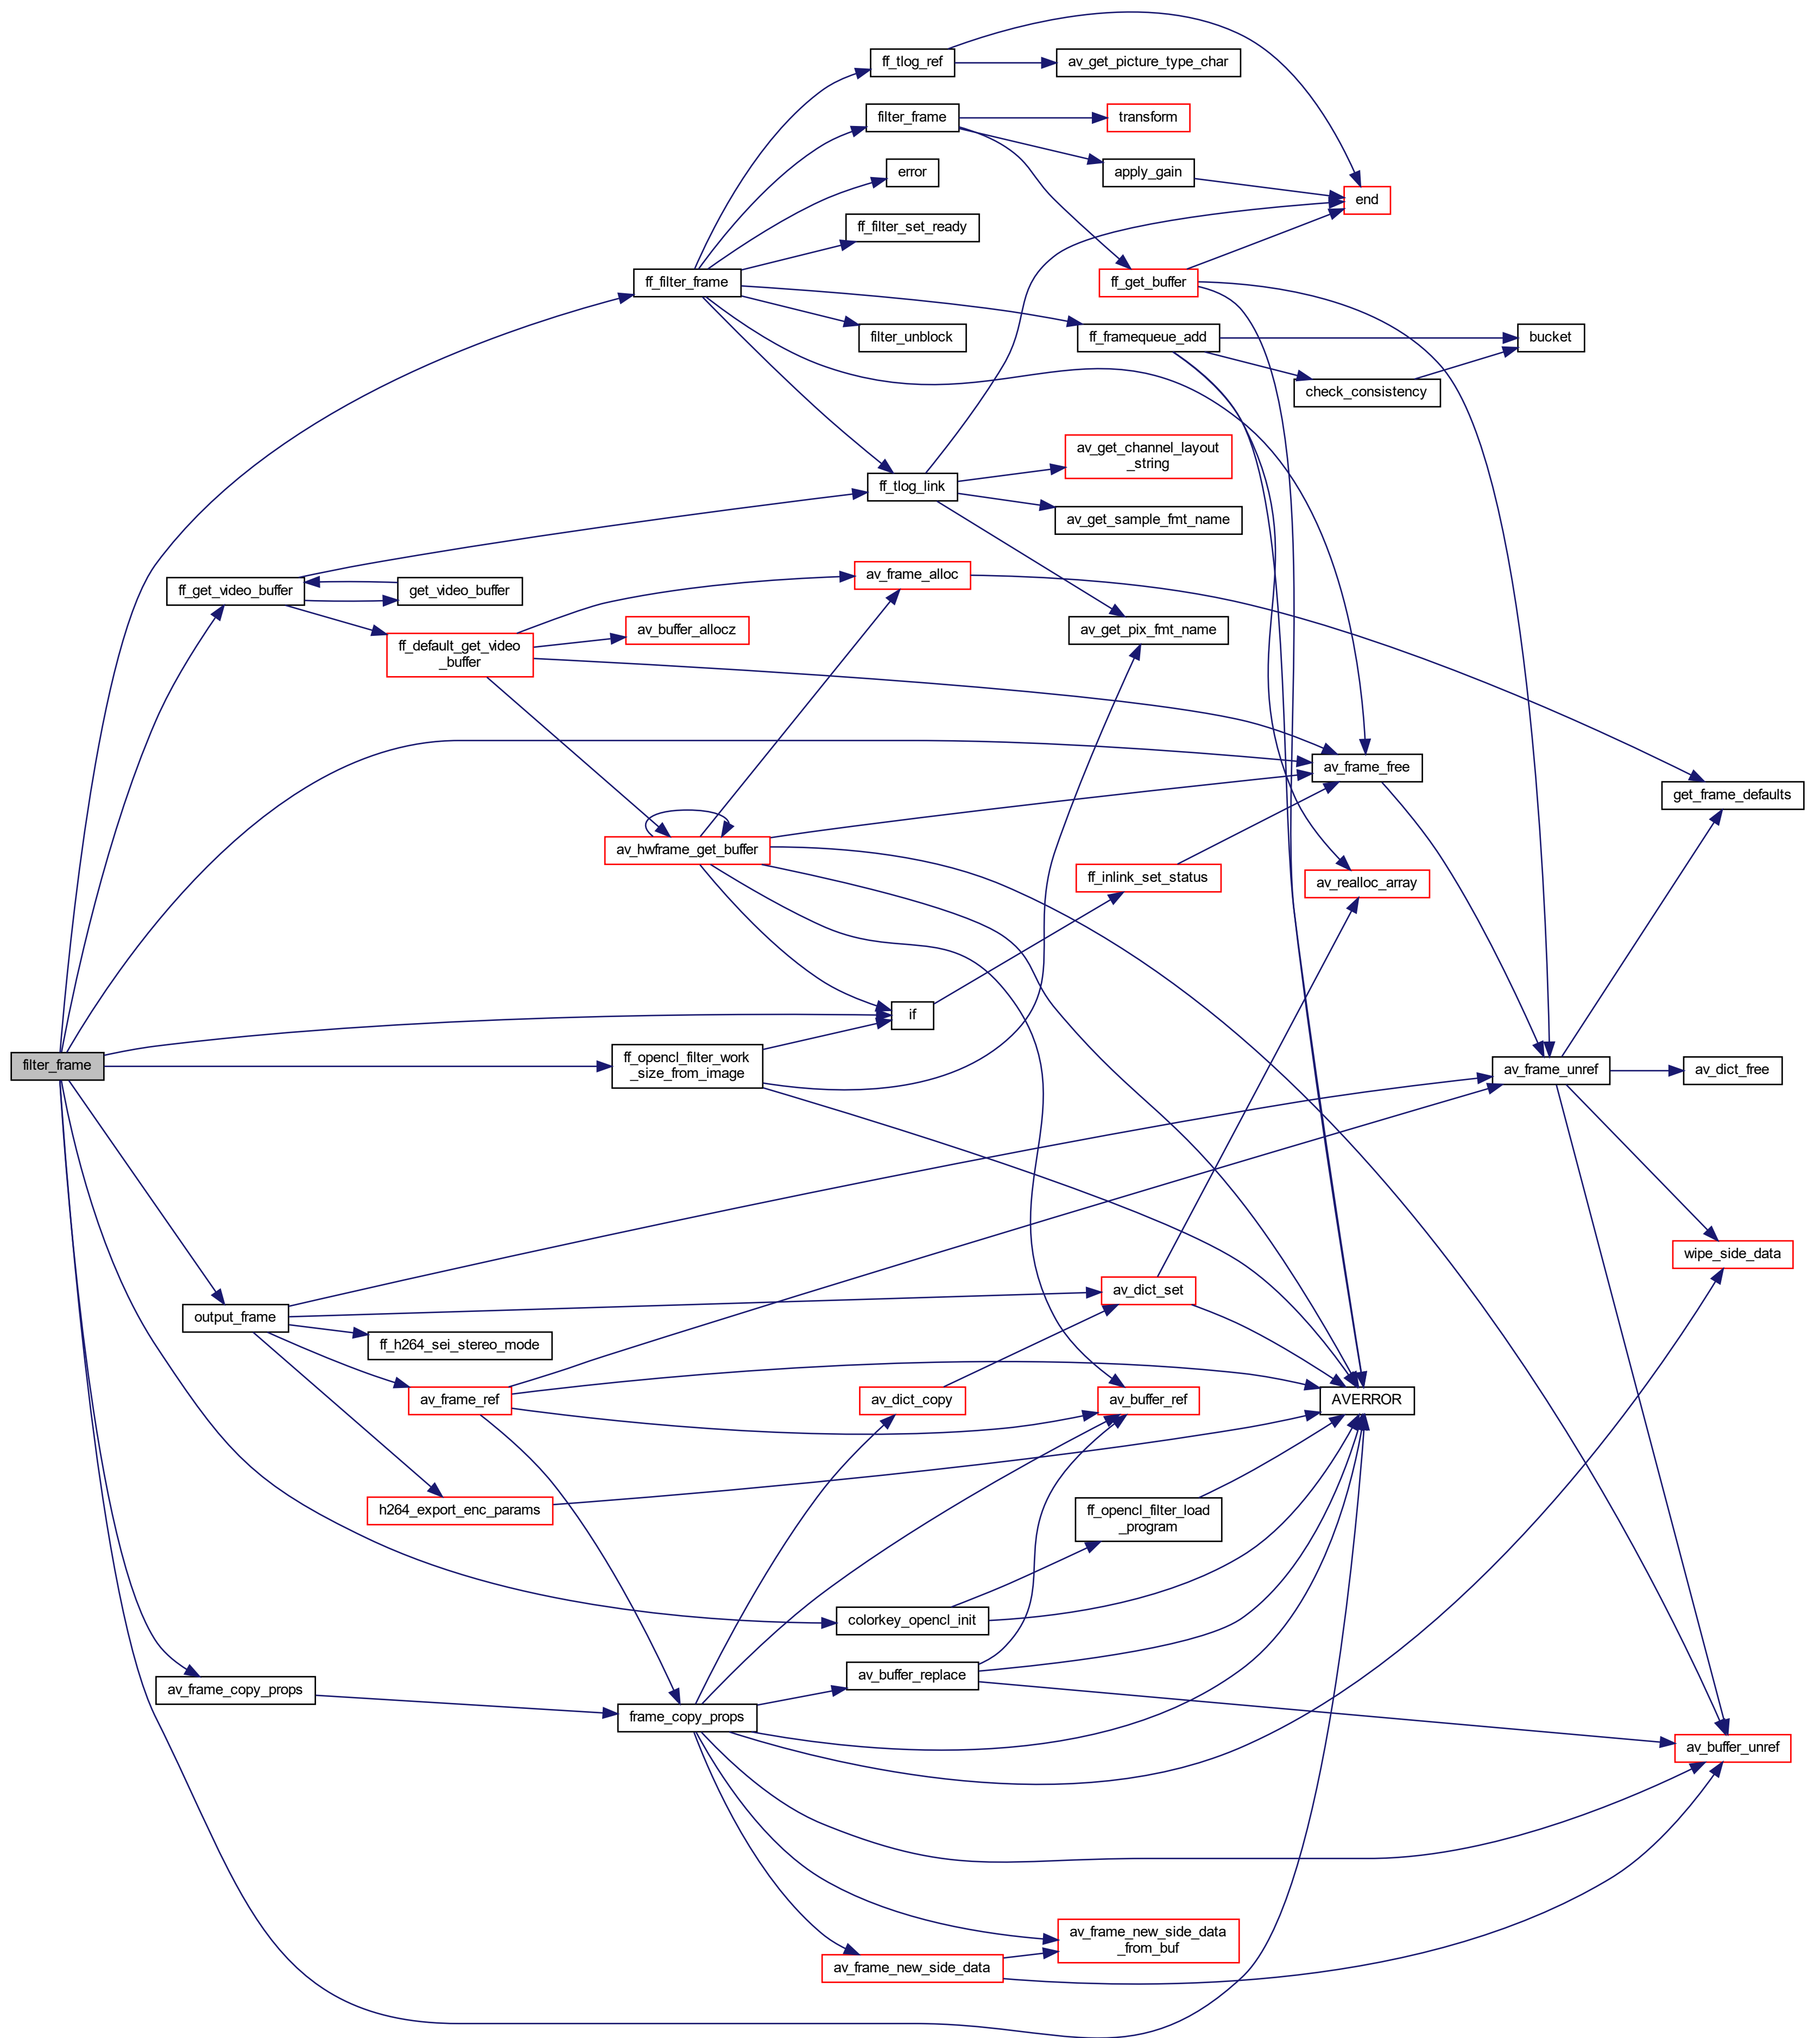 ff_tlog_ref
av_get_picture_type_char
filter_frame
transform
error
apply_gain
end
ff_filter_set_ready
ff_filter_frame
ff_get_buffer
filter_unblock
ff_framequeue_add
bucket
check_consistency
av_get_channel_layout
_string
ff_tlog_link
av_get_sample_fmt_name
ff_get_video_buffer
get_video_buffer
av_frame_alloc
av_buffer_allocz
av_get_pix_fmt_name
ff_default_get_video
_buffer
av_frame_free
get_frame_defaults
av_hwframe_get_buffer
ff_inlink_set_status
av_realloc_array
if
filter_frame
ff_opencl_filter_work
_size_from_image
av_frame_unref
av_dict_free
wipe_side_data
av_dict_set
output_frame
ff_h264_sei_stereo_mode
av_frame_ref
av_dict_copy
av_buffer_ref
AVERROR
h264_export_enc_params
ff_opencl_filter_load
_program
colorkey_opencl_init
av_frame_copy_props
av_buffer_replace
frame_copy_props
av_buffer_unref
av_frame_new_side_data
_from_buf
av_frame_new_side_data